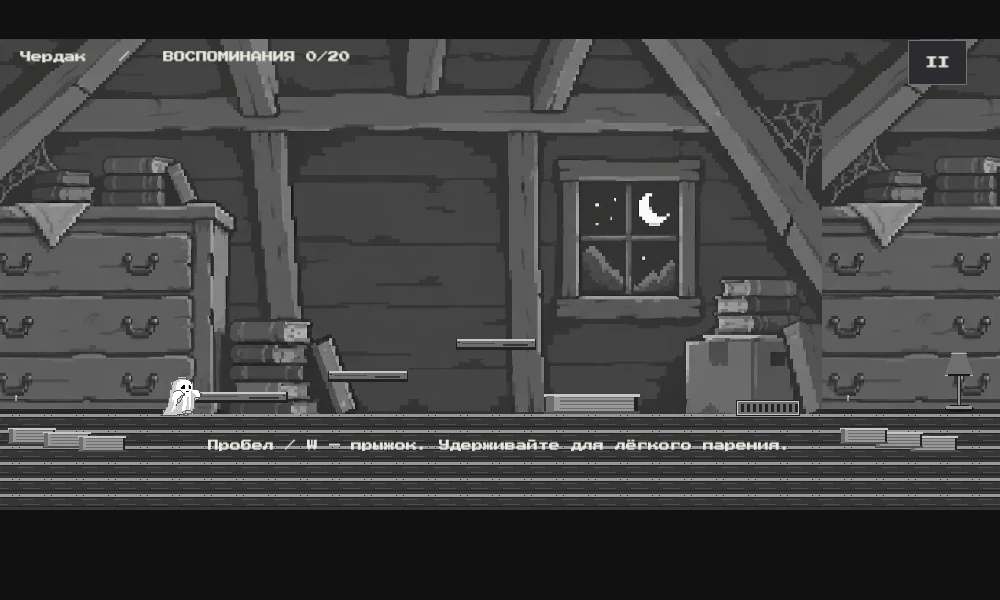 Чердак / ВОСПОМИНАНИЯ 0/20
II
Пробел / W — прыжок. Удерживайте для лёгкого парения.